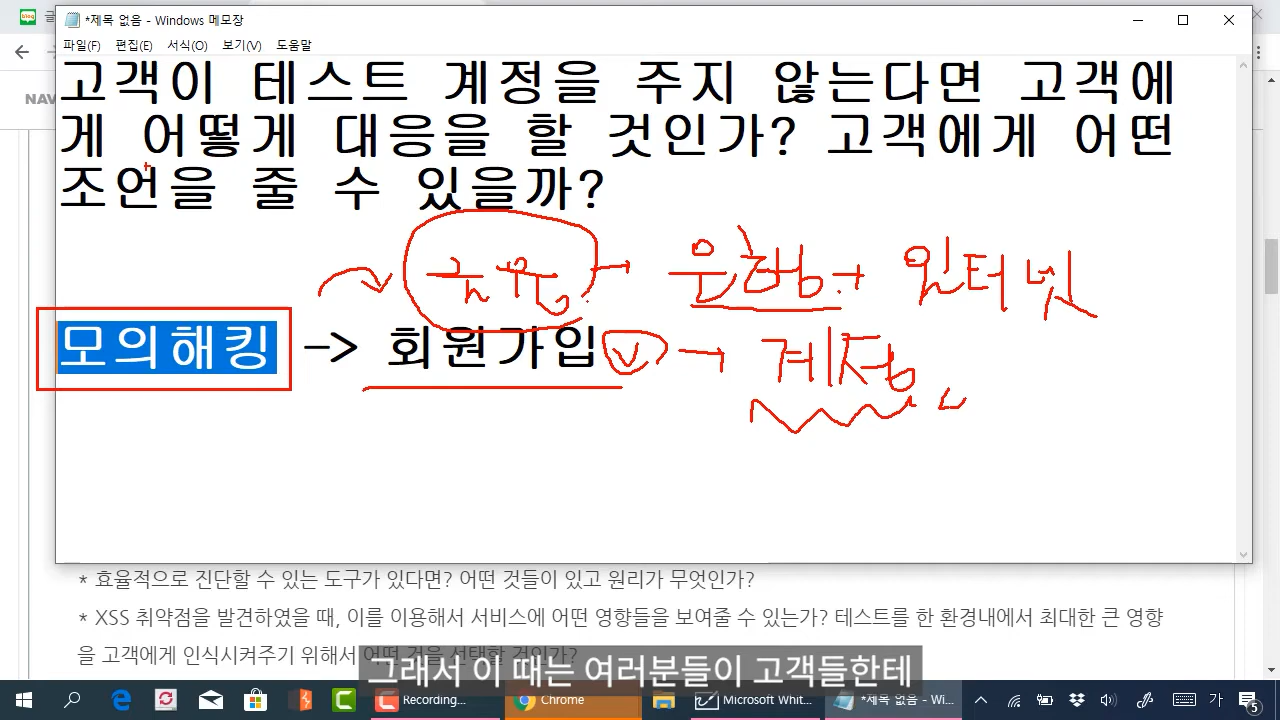 *제목 없음 - Windows 메모장
파일(F) 편집(E) 서식(O) 보기(V) 도움말
고객이 테스트 계정을 주지 않는다면 고객에
게 어떻게 대응을 할 것인가? 고객에게 어떤
조언을 줄 수 있을까?
은행 + 인터넷
모의해킹 -> 회원가입 V → 계정
* 효율적으로 진단할 수 있는 도구가 있다면? 어떤 것들이 있고 원리가 무엇인가?
* XSS 취약점을 발견하였을 때, 이를 이용해서 서비스에 어떤 영향들을 보여줄 수 있는가? 테스트를 한 환경내에서 최대한 큰 영향
을 고객에게 인식시켜주기 위해서 어떤 것을 선택할 것인가?
그래서 이 때는 여러분들이 고객들한테
Recording... Chrome Microsoft Whit... *제목 없음 - Wi... 가 5